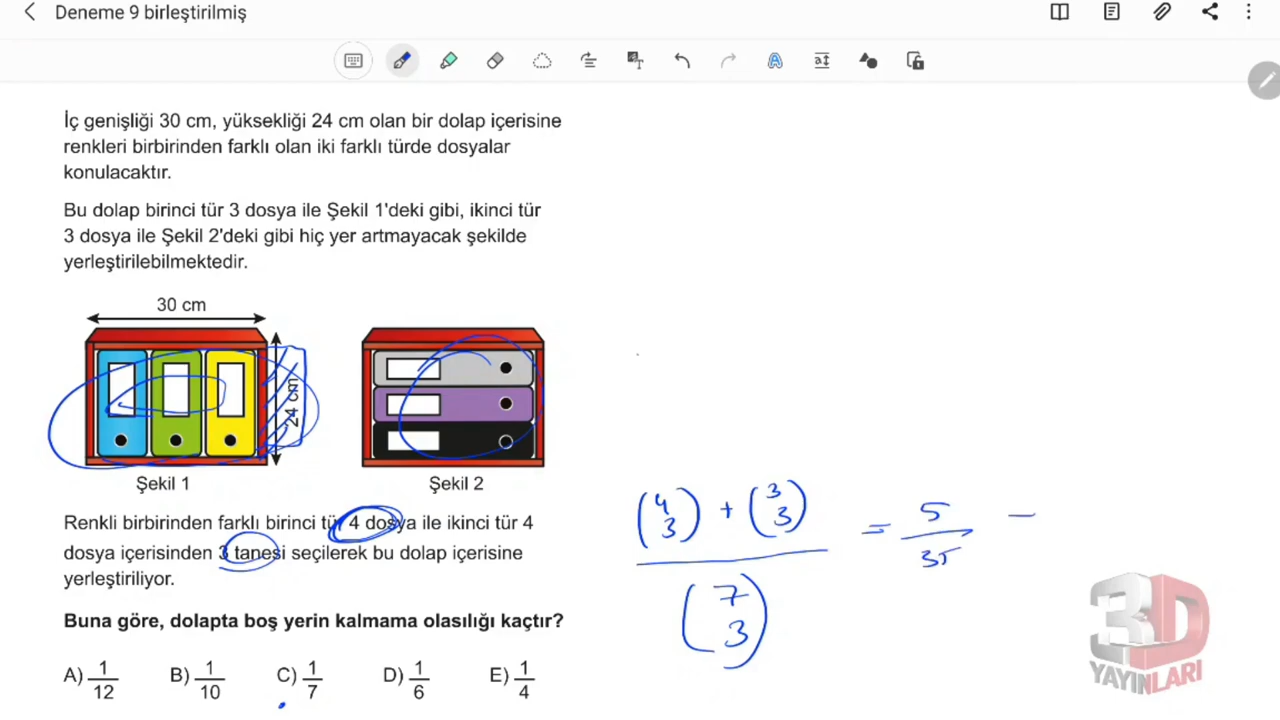 Deneme 9 birleştirilmiş
İç genişliği 30 cm, yüksekliği 24 cm olan bir dolap içerisine
renkleri birbirinden farklı olan iki farklı türde dosyalar
konulacaktır.
Bu dolap birinci tür 3 dosya ile Şekil 1'deki gibi, ikinci tür
3 dosya ile Şekil 2'deki gibi hiç yer artmayacak şekilde
yerleştirilebilmektedir.
30 cm
24 cm
Şekil 1
Şekil 2
Renkli birbirinden farklı birinci tür 4 dosya ile ikinci tür 4
dosya içerisinden 3 tanesi seçilerek bu dolap içerisine
yerleştiriliyor.
Buna göre, dolapta boş yerin kalmama olasılığı kaçtır?
A) 1/12 B) 1/10 C) 1/7 D) 1/6 E) 1/4
(4 3) + (3 3) / (7 3) = 5/35 –
3D
YAYINLARI